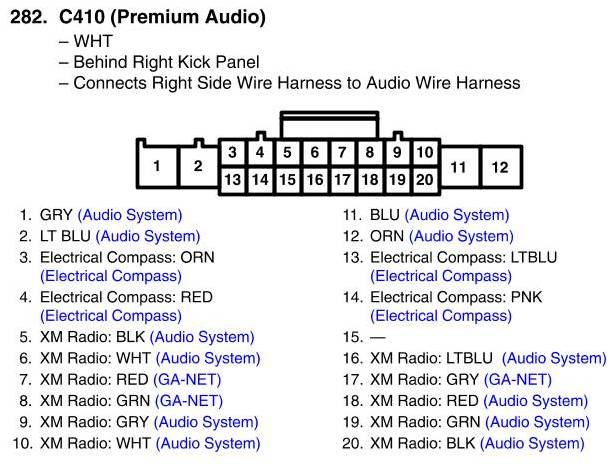 282. C410 (Premium Audio)
– WHT
– Behind Right Kick Panel
– Connects Right Side Wire Harness to Audio Wire Harness
1 2 3 4 5 6 7 8 9 10 11 12
13 14 15 16 17 18 19 20
1. GRY (Audio System)
2. LT BLU (Audio System)
3. Electrical Compass: ORN
(Electrical Compass)
4. Electrical Compass: RED
(Electrical Compass)
5. XM Radio: BLK (Audio System)
6. XM Radio: WHT (Audio System)
7. XM Radio: RED (GA-NET)
8. XM Radio: GRN (GA-NET)
9. XM Radio: GRY (Audio System)
10. XM Radio: WHT (Audio System)
11. BLU (Audio System)
12. ORN (Audio System)
13. Electrical Compass: LTBLU
(Electrical Compass)
14. Electrical Compass: PNK
(Electrical Compass)
15. —
16. XM Radio: LTBLU (Audio System)
17. XM Radio: GRY (GA-NET)
18. XM Radio: RED (Audio System)
19. XM Radio: GRN (Audio System)
20. XM Radio: BLK (Audio System)